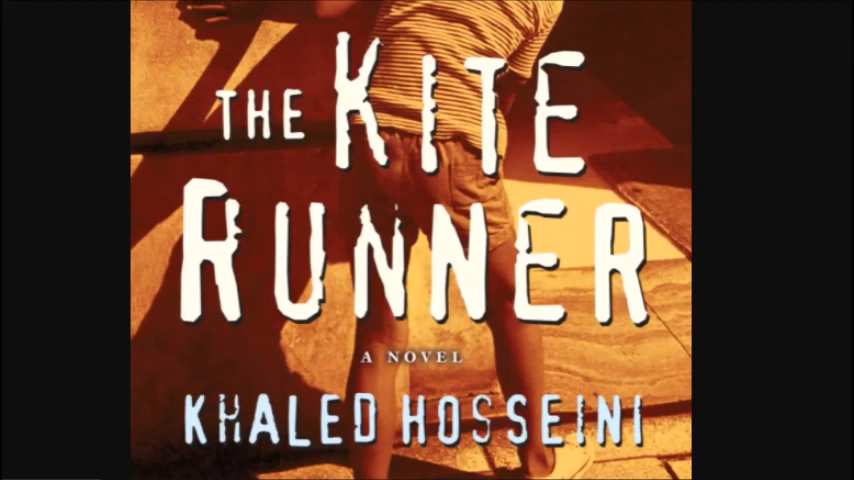 THE KITE
RUNNER
A NOVEL
KHALED HOSSEINI